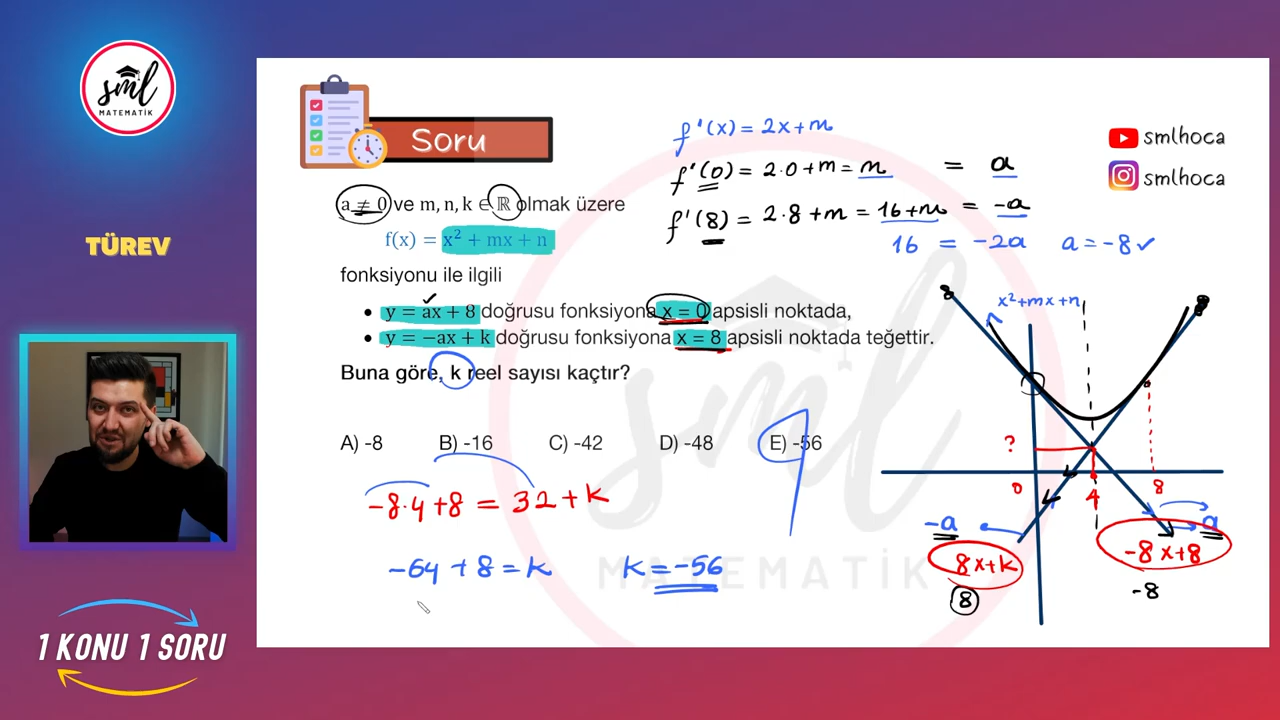 sml
MATEMATİK
TÜREV
1 KONU 1 SORU
Soru
smlhoca
smlhoca
a ≠ 0 ve m, n, k ∈ ℝ olmak üzere
f(x) = x² + mx + n
fonksiyonu ile ilgili
• y = ax + 8 doğrusu fonksiyona x = 0 apsisli noktada,
• y = −ax + k doğrusu fonksiyona x = 8 apsisli noktada teğettir.
Buna göre, k reel sayısı kaçtır?
A) -8 B) -16 C) -42 D) -48 E) -56
f'(x) = 2x+m
f'(0) = 2·0+m = m = a
f'(8) = 2·8+m = 16+m = -a
16 = -2a a = -8 ✓
-8·4+8 = 32+k
-64+8 = k k = -56
x²+mx+n
?
0 4 8
-a a
8x+k -8x+8
8 -8
sml
MATEMATİK